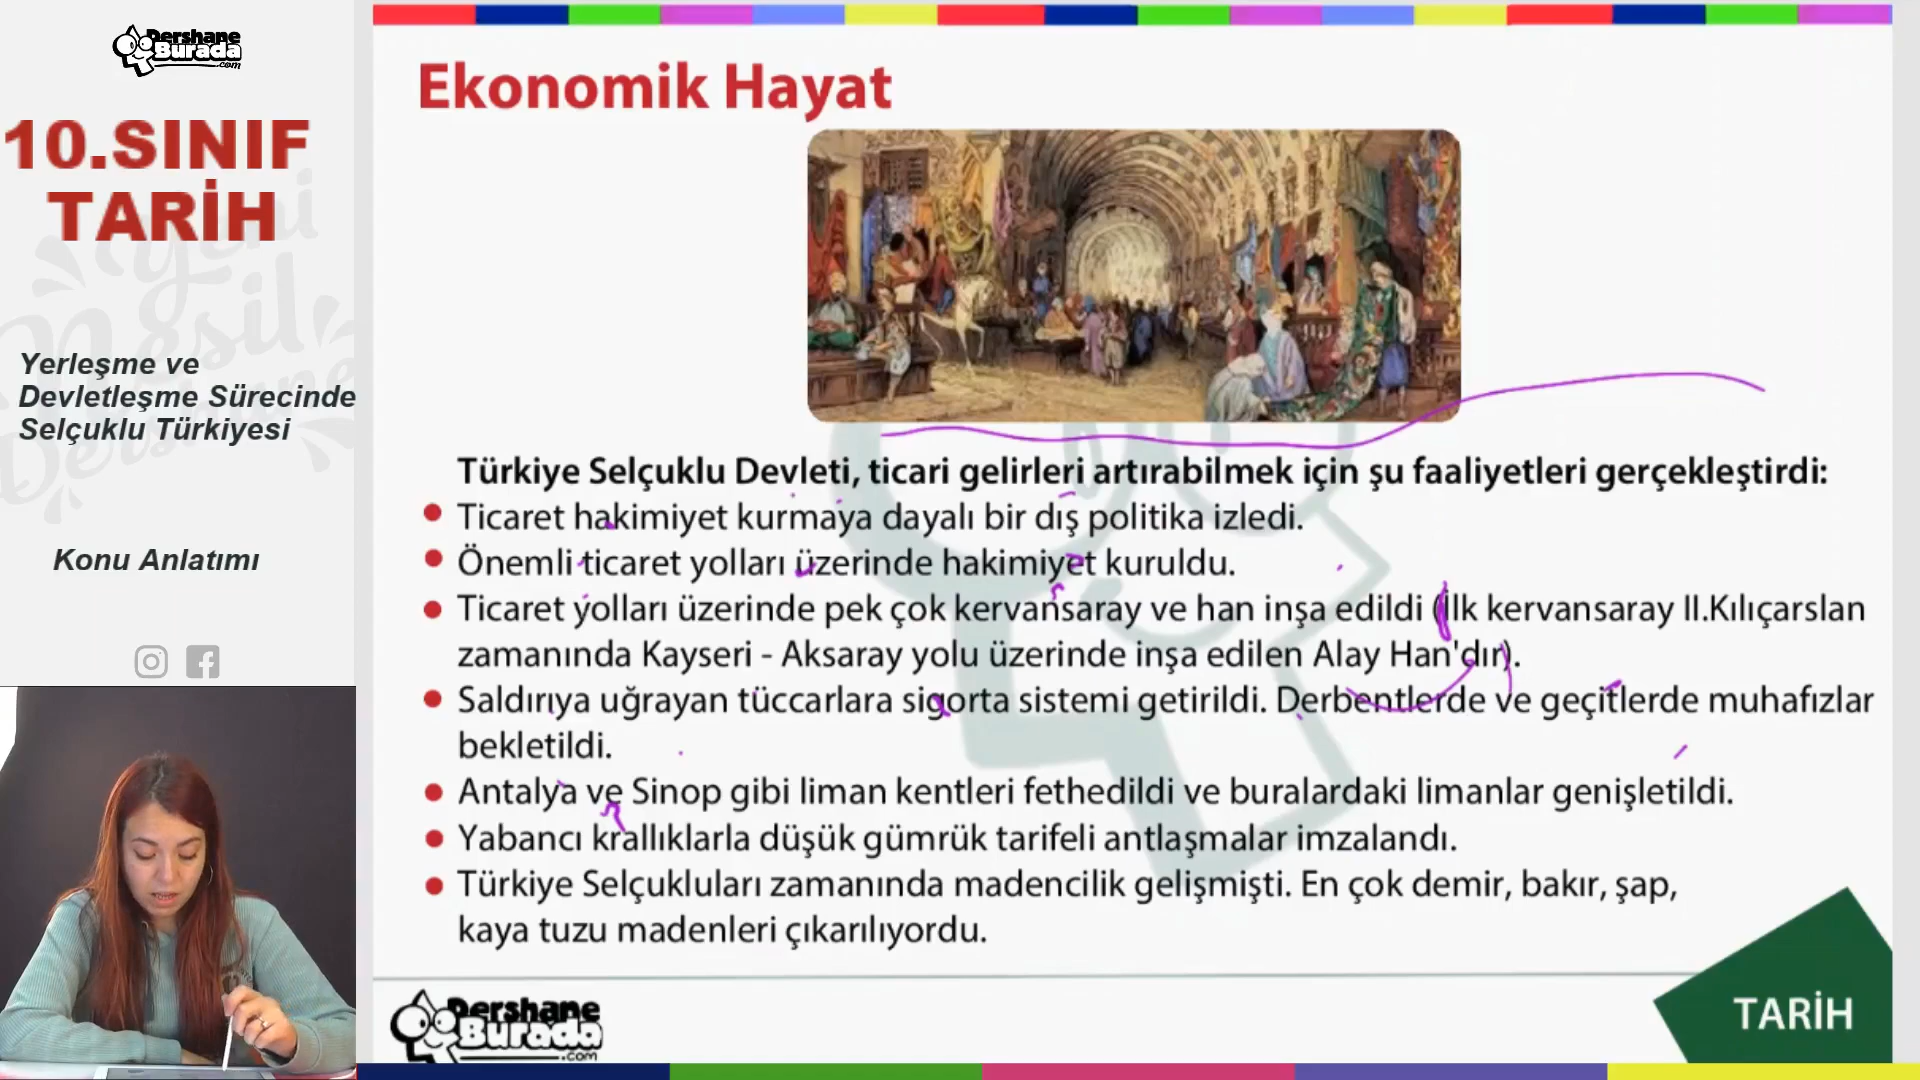 Dershane
Burada
.com
10.SINIF
TARİH
Yeni
Nesil
Dershane
Yerleşme ve
Devletleşme Sürecinde
Selçuklu Türkiyesi
Konu Anlatımı
Ekonomik Hayat
Türkiye Selçuklu Devleti, ticari gelirleri artırabilmek için şu faaliyetleri gerçekleştirdi:
Ticaret hakimiyet kurmaya dayalı bir dış politika izledi.
Önemli ticaret yolları üzerinde hakimiyet kuruldu.
Ticaret yolları üzerinde pek çok kervansaray ve han inşa edildi (İlk kervansaray II.Kılıçarslan
zamanında Kayseri - Aksaray yolu üzerinde inşa edilen Alay Han'dır).
Saldırıya uğrayan tüccarlara sigorta sistemi getirildi. Derbentlerde ve geçitlerde muhafızlar
bekletildi.
Antalya ve Sinop gibi liman kentleri fethedildi ve buralardaki limanlar genişletildi.
Yabancı krallıklarla düşük gümrük tarifeli antlaşmalar imzalandı.
Türkiye Selçukluları zamanında madencilik gelişmişti. En çok demir, bakır, şap,
kaya tuzu madenleri çıkarılıyordu.
Dershane
Burada
.com
TARİH